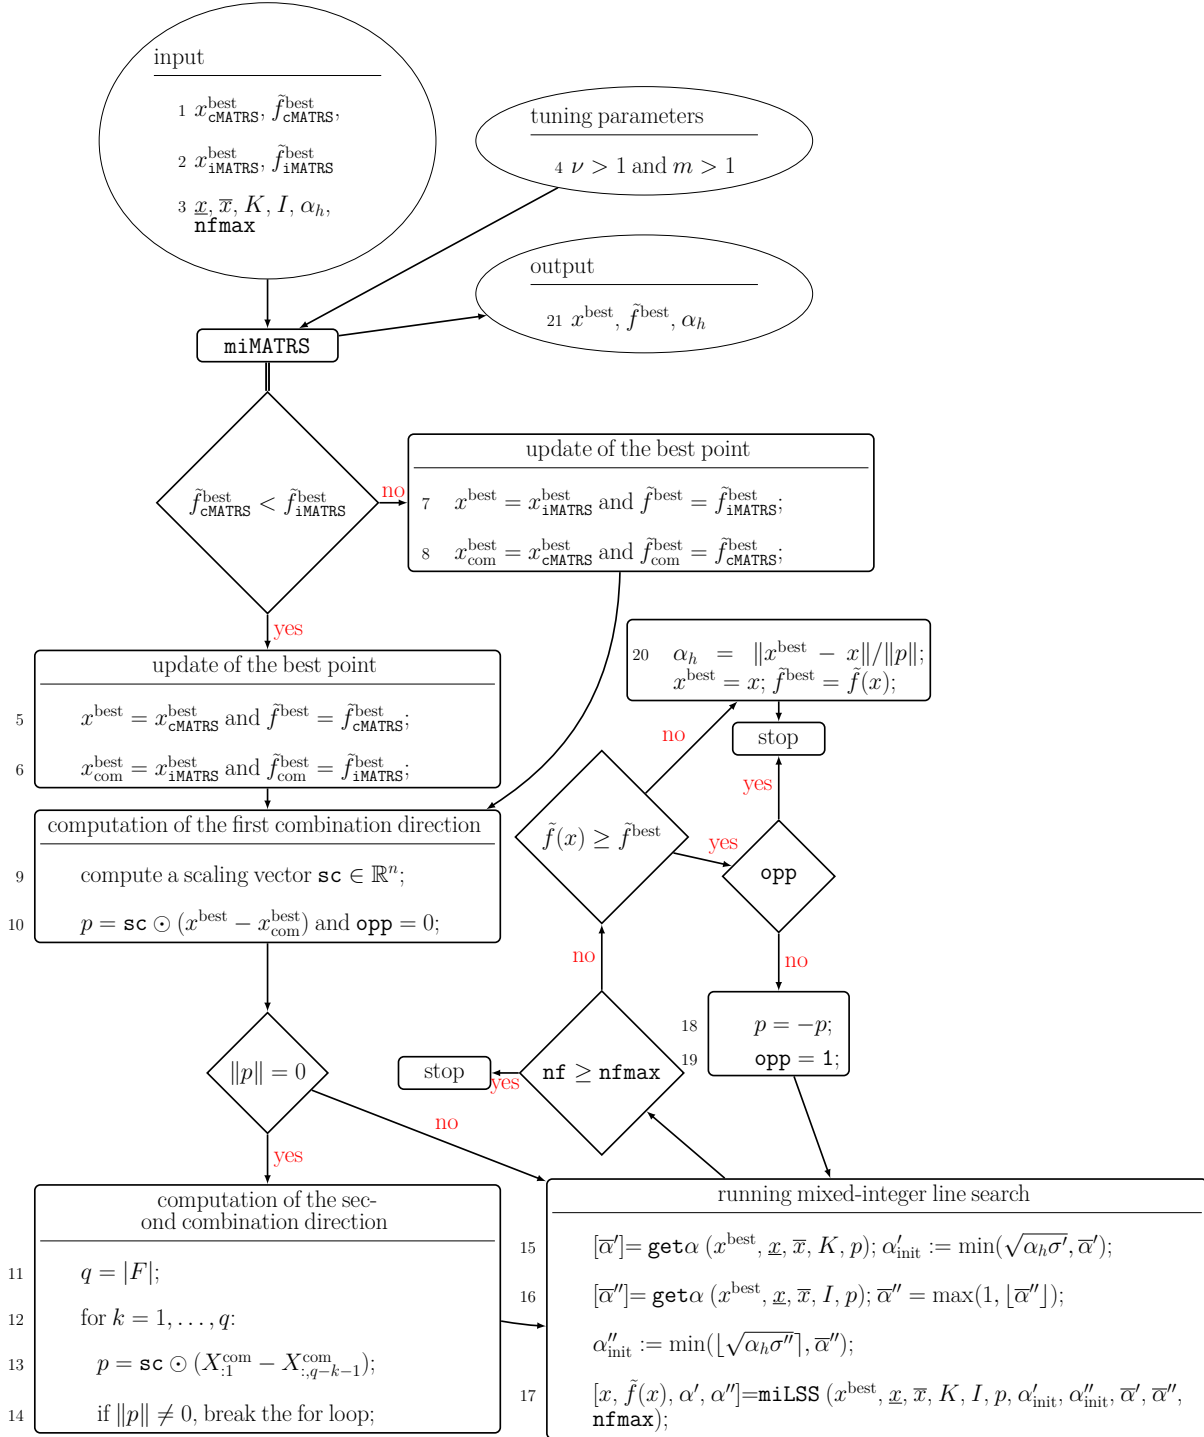 input
1 x^best_cMATRS, f̃^best_cMATRS,
2 x^best_iMATRS, f̃^best_iMATRS
3 x̲, x̅, K, I, α_h,
nfmax
tuning parameters
4 ν > 1 and m > 1
output
21 x^best, f̃^best, α_h
miMATRS
f̃^best_cMATRS < f̃^best_iMATRS
no
update of the best point
7 x^best = x^best_iMATRS and f̃^best = f̃^best_iMATRS;
8 x^best_com = x^best_cMATRS and f̃^best_com = f̃^best_cMATRS;
yes
update of the best point
5 x^best = x^best_cMATRS and f̃^best = f̃^best_cMATRS;
6 x^best_com = x^best_iMATRS and f̃^best_com = f̃^best_iMATRS;
20 α_h = ‖x^best − x‖/‖p‖;
x^best = x; f̃^best = f̃(x);
stop
no
yes
f̃(x) ≥ f̃^best
yes
opp
no
computation of the first combination direction
9 compute a scaling vector sc ∈ ℝ^n;
10 p = sc ⊙ (x^best − x^best_com) and opp = 0;
no
18 p = −p;
19 opp = 1;
‖p‖ = 0
stop
yes
nf ≥ nfmax
no
yes
computation of the sec-
ond combination direction
11 q = |F|;
12 for k = 1, . . . , q:
13 p = sc ⊙ (X^com_:1 − X^com_:,q−k−1);
14 if ‖p‖ ≠ 0, break the for loop;
running mixed-integer line search
15 [α̅′]= getα (x^best, x̲, x̅, K, p); α′_init := min(√(α_hσ′), α̅′);
16 [α̅″]= getα (x^best, x̲, x̅, I, p); α̅″ = max(1, ⌊α̅″⌋);
α″_init := min(⌊√(α_hσ″)⌉, α̅″);
17 [x, f̃(x), α′, α″]=miLSS (x^best, x̲, x̅, K, I, p, α′_init, α″_init, α̅′, α̅″,
nfmax);